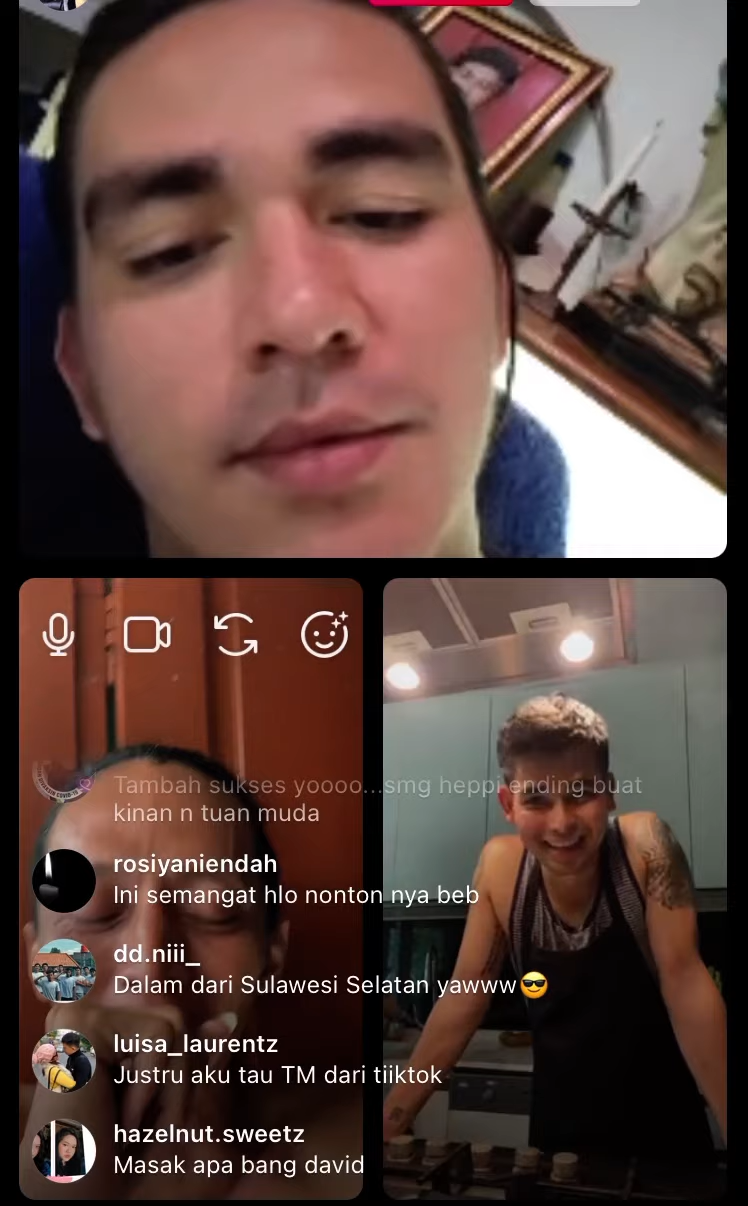 Tambah sukses yoooo...smg heppi ending buat
kinan n tuan muda
rosiyaniendah
Ini semangat hlo nonton nya beb
dd.niii_
Dalam dari Sulawesi Selatan yawww😎
luisa_laurentz
Justru aku tau TM dari tiiktok
hazelnut.sweetz
Masak apa bang david